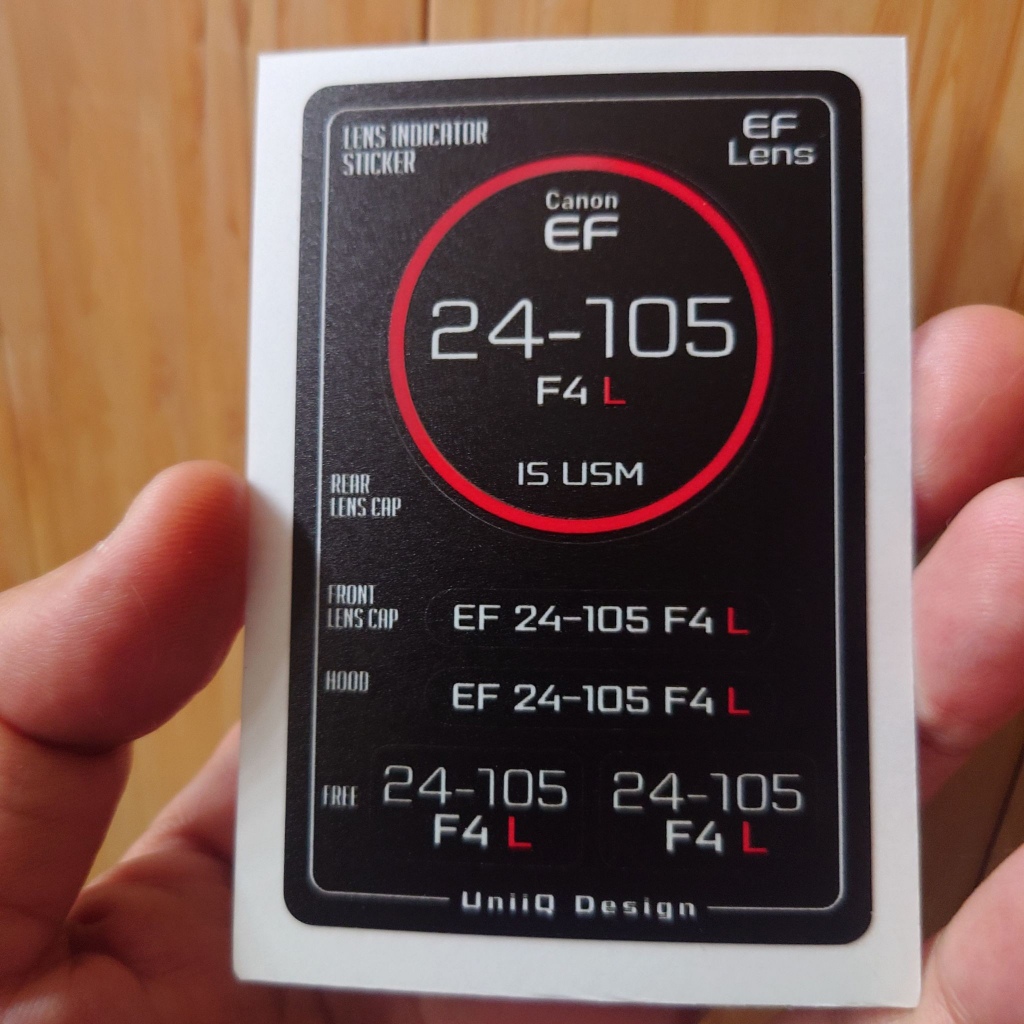 LENS INDICATOR
STICKER
EF
Lens
Canon
EF
24-105
F4 L
IS USM
REAR
LENS CAP
FRONT
LENS CAP
EF 24-105 F4 L
HOOD
EF 24-105 F4 L
FREE
24-105
F4 L
24-105
F4 L
UniiQ Design